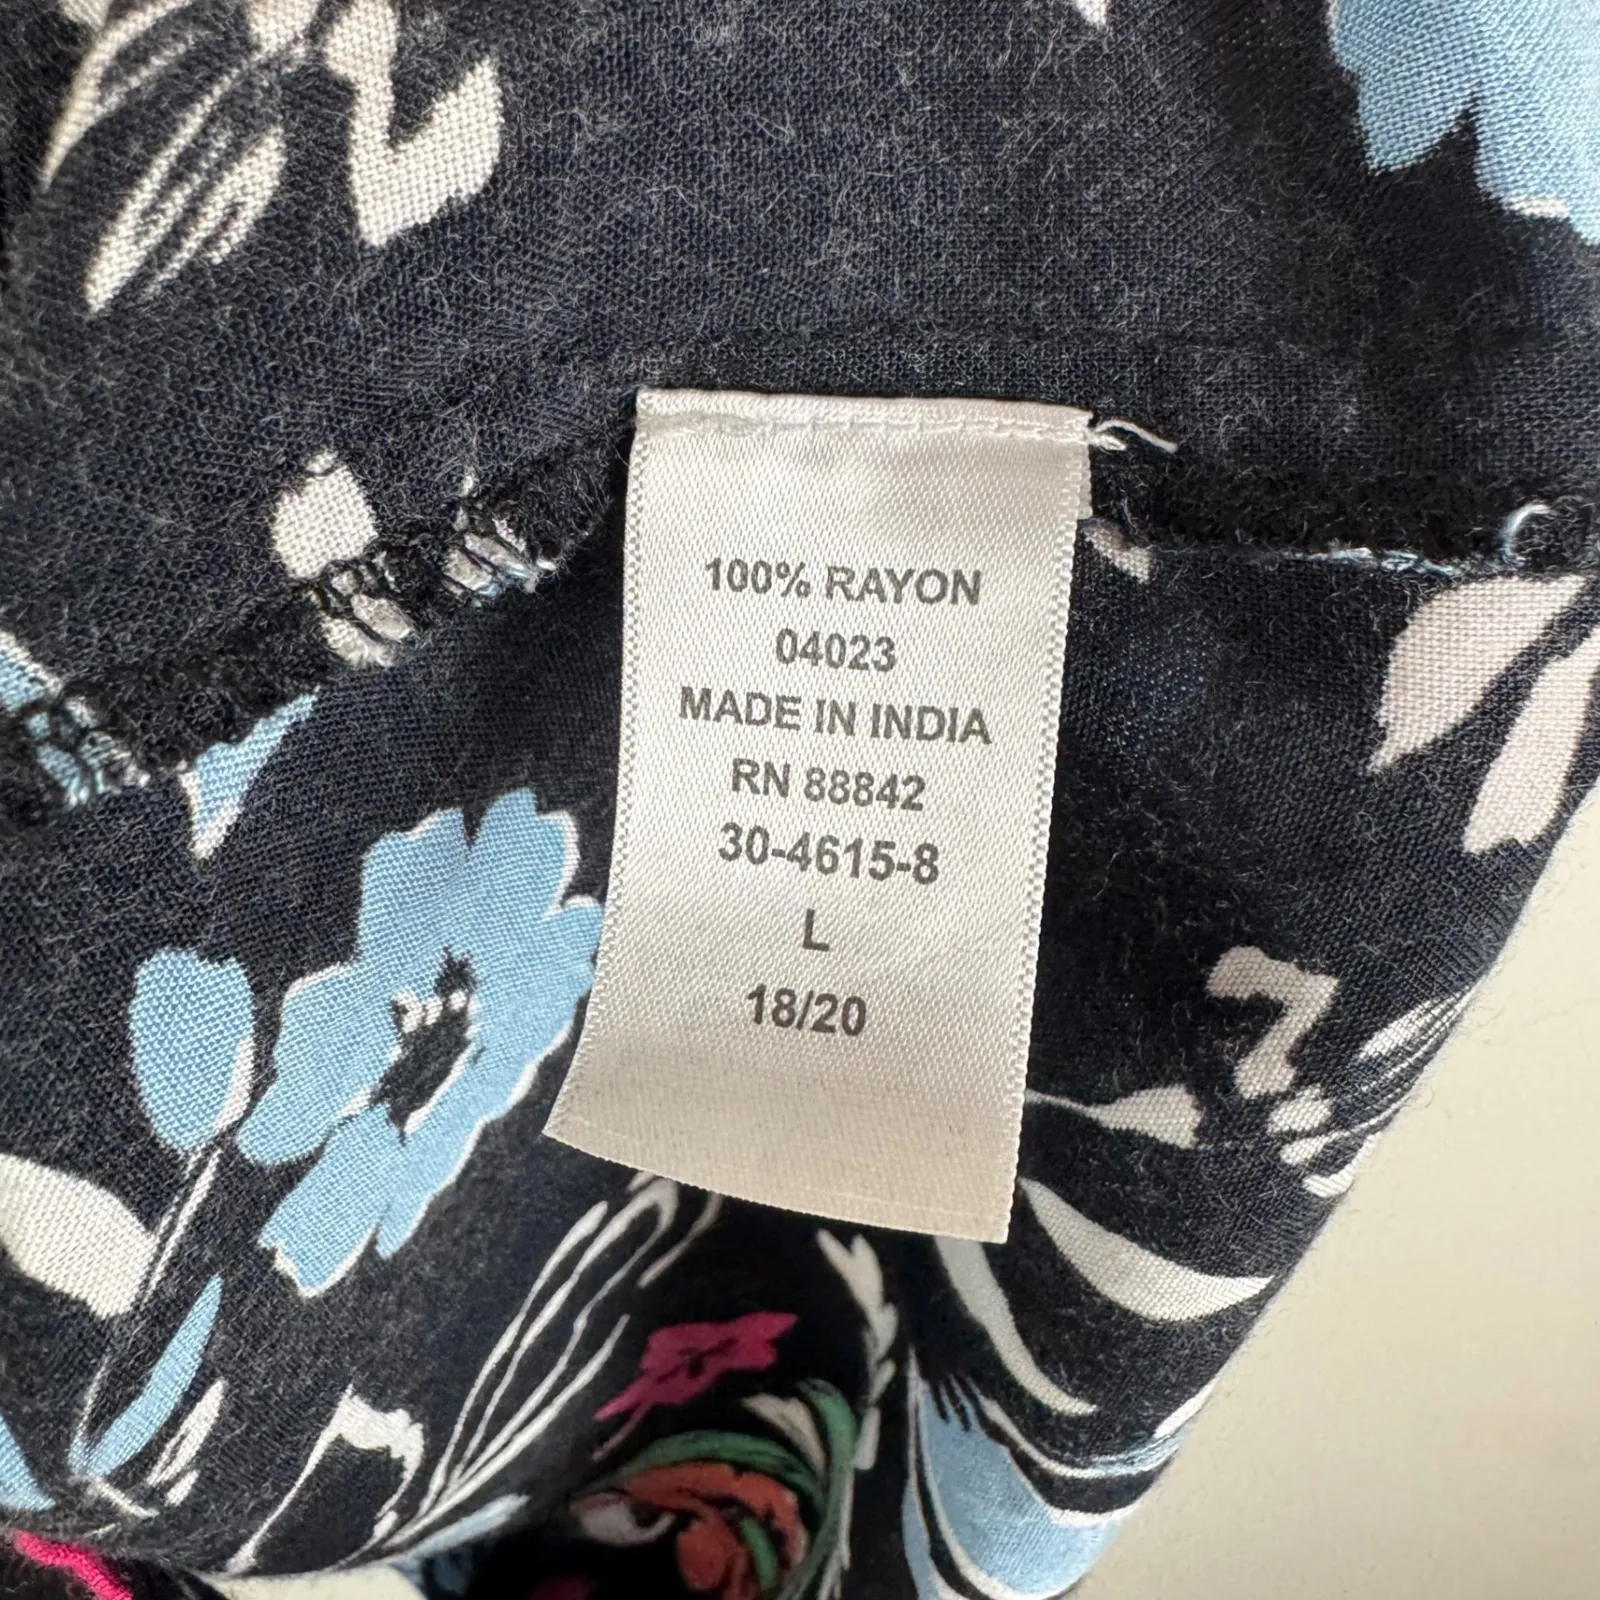 100% RAYON
04023
MADE IN INDIA
RN 88842
30-4615-8
L
18/20